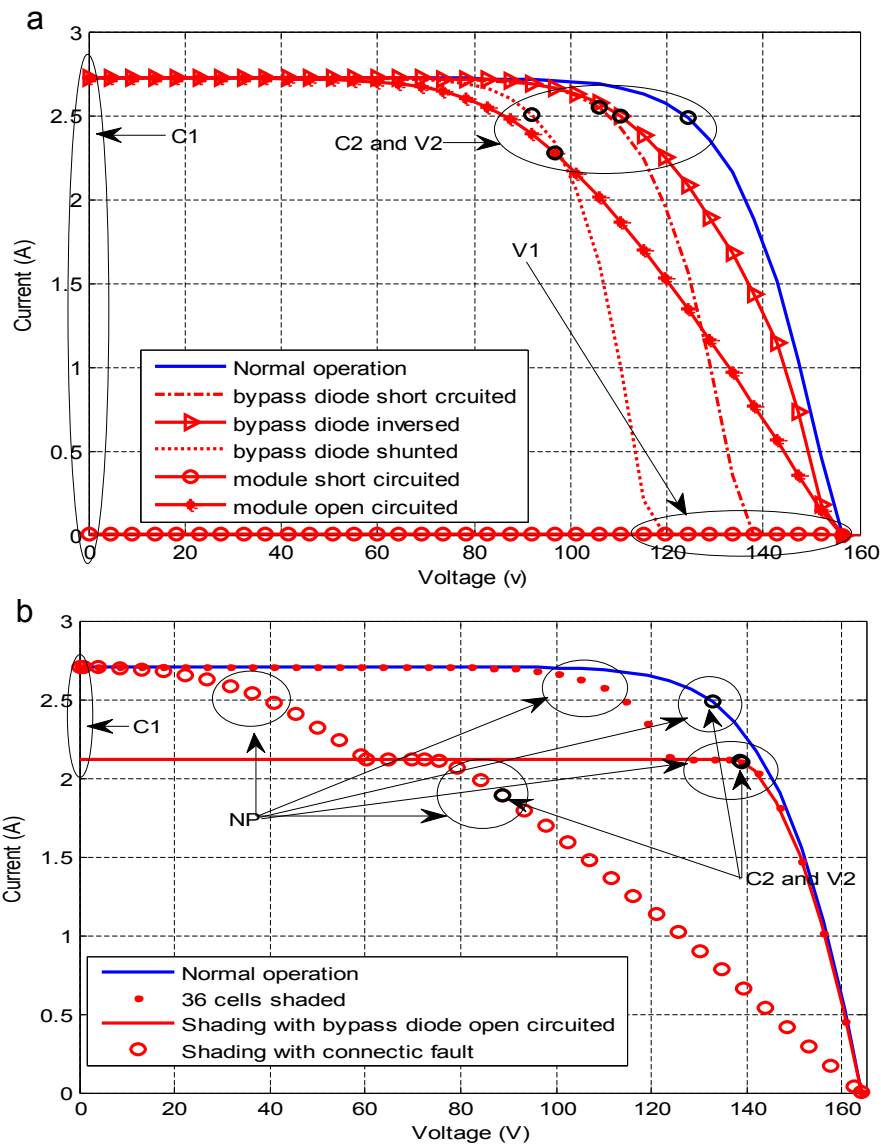 a
3
2.5
2
1.5
1
0.5
0
0
20
40
60
80
100
120
140
160
Current (A)
Voltage (v)
C1
C2 and V2
V1
Normal operation
bypass diode short crcuited
bypass diode inversed
bypass diode shunted
module short circuited
module open circuited
b
3
2.5
2
1.5
1
0.5
0
0
20
40
60
80
100
120
140
160
Current (A)
Voltage (V)
C1
NP
C2 and V2
Normal operation
36 cells shaded
Shading with bypass diode open circuited
Shading with connectic fault